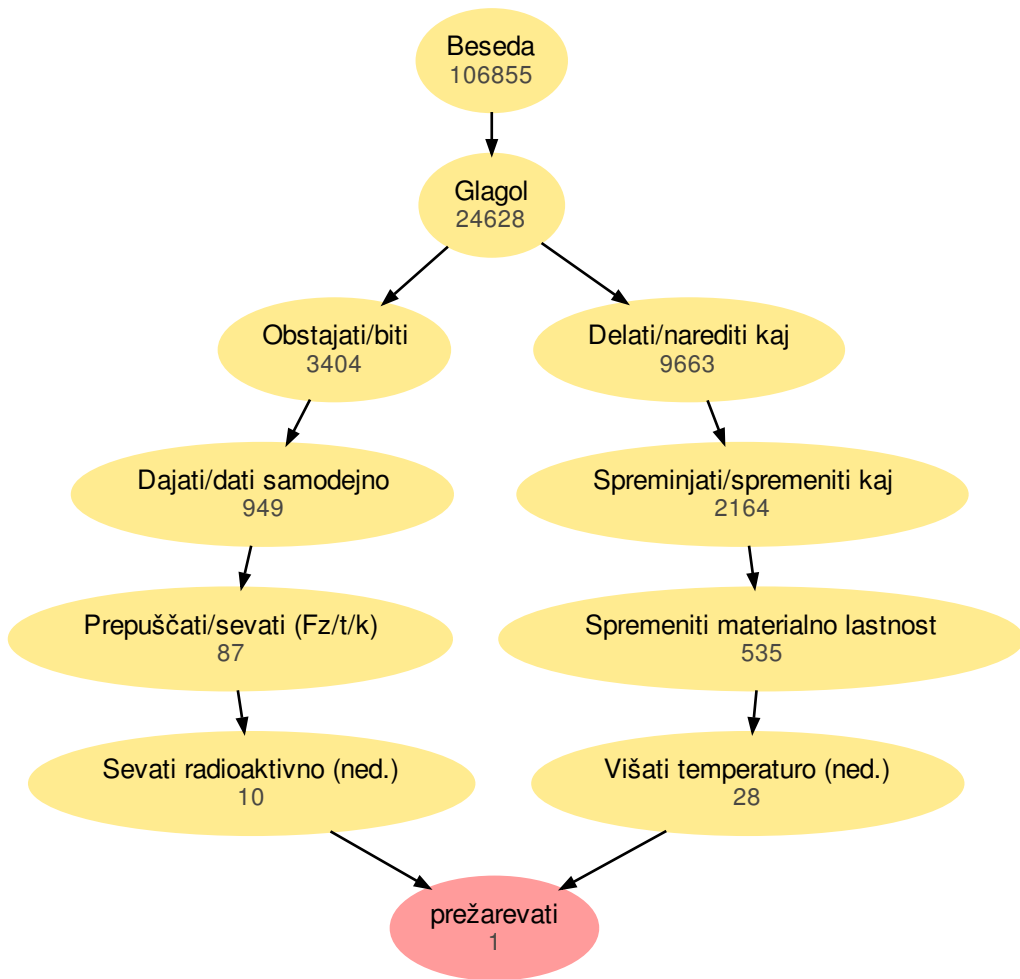 Beseda
106855
Glagol
24628
Obstajati/biti
3404
Delati/narediti kaj
9663
Dajati/dati samodejno
949
Spreminjati/spremeniti kaj
2164
Prepuščati/sevati (Fz/t/k)
87
Spremeniti materialno lastnost
535
Sevati radioaktivno (ned.)
10
Višati temperaturo (ned.)
28
prežarevati
1